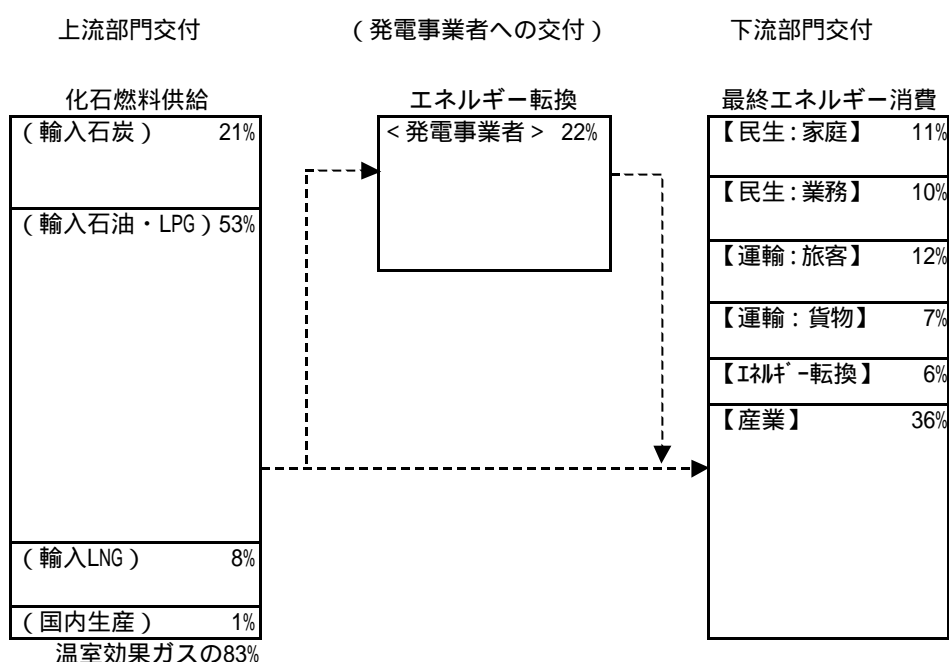 上流部門交付
(発電事業者への交付)
下流部門交付
化石燃料供給
(輸入石炭) 21%
(輸入石油・LPG) 53%
(輸入LNG) 8%
(国内生産) 1%
温室効果ガスの83%
エネルギー転換
<発電事業者> 22%
最終エネルギー消費
【民生:家庭】 11%
【民生:業務】 10%
【運輸:旅客】 12%
【運輸:貨物】 7%
【エネルギー転換】 6%
【産業】 36%